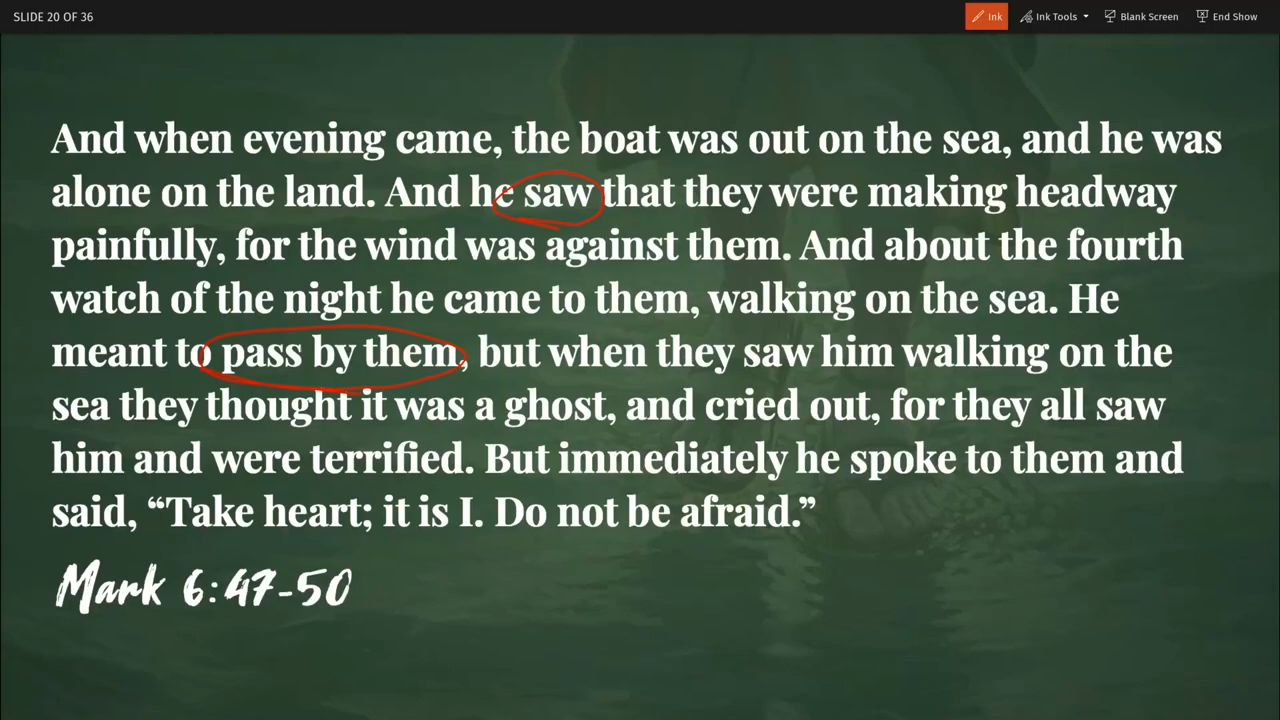 SLIDE 20 OF 36
Ink
Ink Tools
Blank Screen
End Show
And when evening came, the boat was out on the sea, and he was
alone on the land. And he saw that they were making headway
painfully, for the wind was against them. And about the fourth
watch of the night he came to them, walking on the sea. He
meant to pass by them, but when they saw him walking on the
sea they thought it was a ghost, and cried out, for they all saw
him and were terrified. But immediately he spoke to them and
said, “Take heart; it is I. Do not be afraid.”
Mark 6:47-50